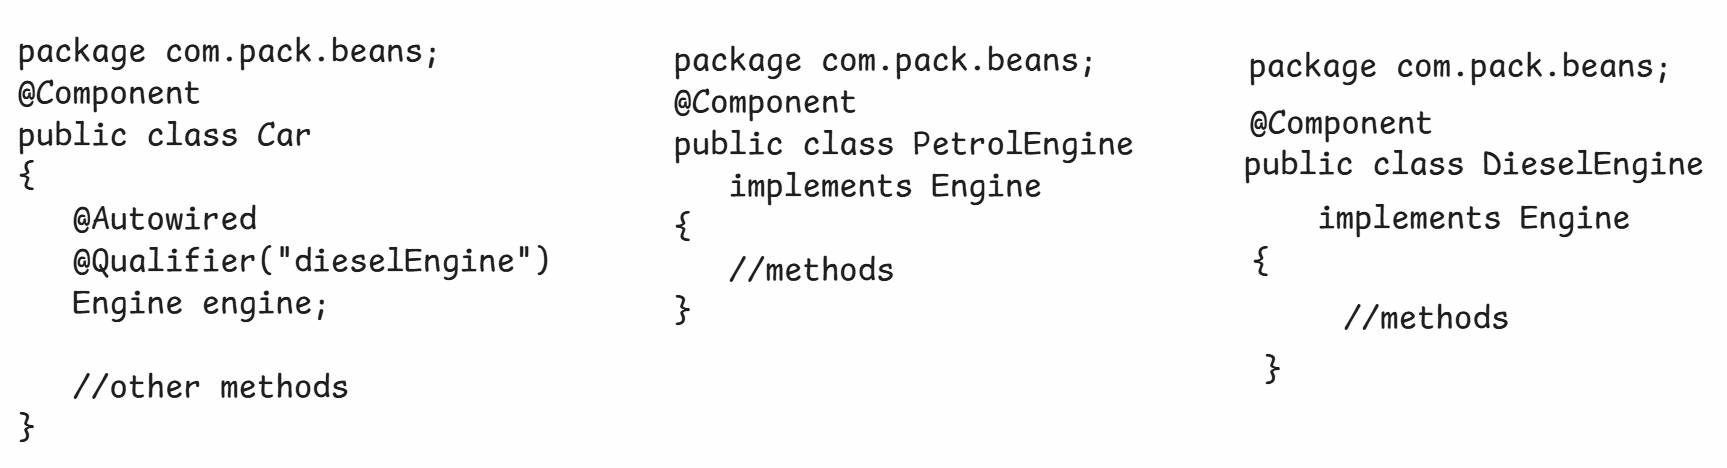 package com.pack.beans;
@Component
public class Car
{
@Autowired
@Qualifier("dieselEngine")
Engine engine;
//other methods
}
package com.pack.beans;
@Component
public class PetrolEngine
implements Engine
{
//methods
}
package com.pack.beans;
@Component
public class DieselEngine
implements Engine
{
//methods
}